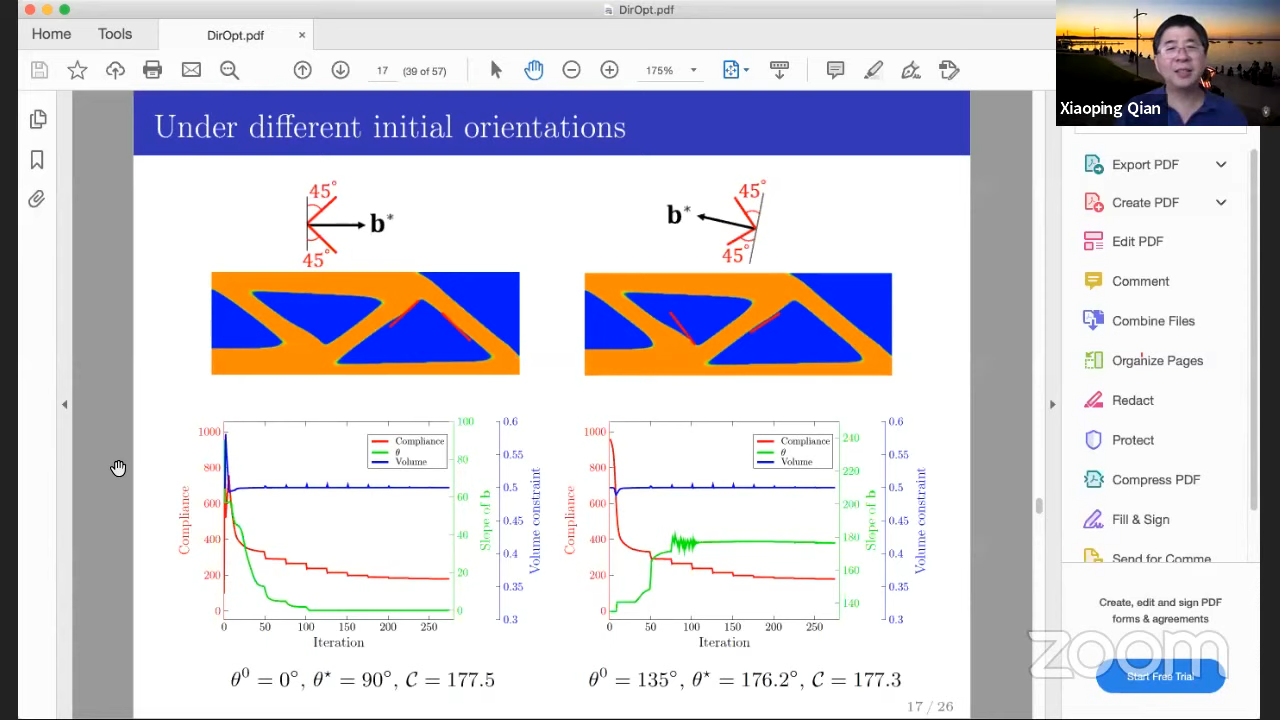 DirOpt.pdf
Home
Tools
DirOpt.pdf
×
17
(39 of 57)
175%
Xiaoping Qian
Under different initial orientations
45°
b*
45°
45°
b*
45°
Export PDF
Create PDF
Edit PDF
Comment
Combine Files
Organize Pages
Redact
Protect
Compress PDF
Fill & Sign
Send for Comme
Create, edit and sign PDF
forms & agreements
Start Free Trial
zoom
1000
800
600
400
200
0
Compliance
0
50
100
150
200
250
Iteration
100
80
60
40
20
0
Slope of b
0.6
0.55
0.5
0.45
0.4
0.35
0.3
Volume constraint
Compliance
θ
Volume
1000
800
600
400
200
0
Compliance
0
50
100
150
200
250
Iteration
240
220
200
180
160
140
Slope of b
0.6
0.55
0.5
0.45
0.4
0.35
0.3
Volume constraint
Compliance
θ
Volume
θ⁰ = 0°, θ⋆ = 90°, C = 177.5
θ⁰ = 135°, θ⋆ = 176.2°, C = 177.3
17 / 26